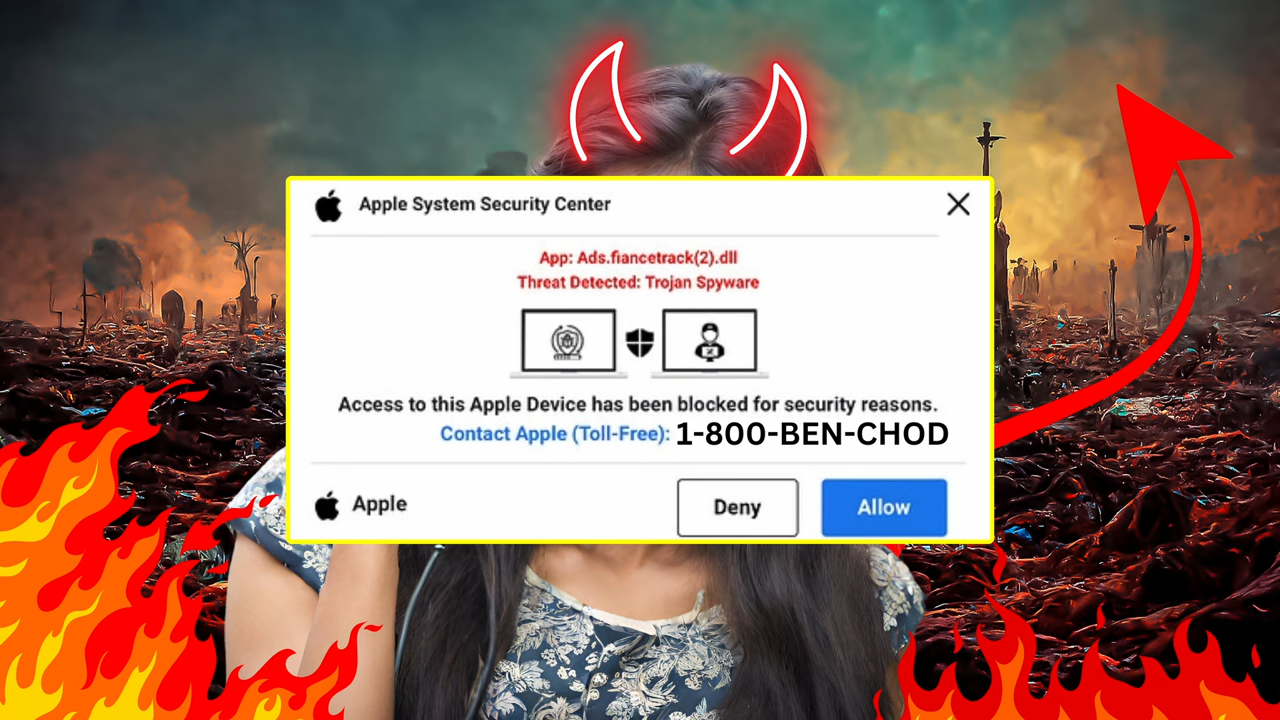 Apple System Security Center
App: Ads.fiancetrack(2).dll
Threat Detected: Trojan Spyware
Access to this Apple Device has been blocked for security reasons.
Contact Apple (Toll-Free): 1-800-BEN-CHOD
Apple
Deny
Allow